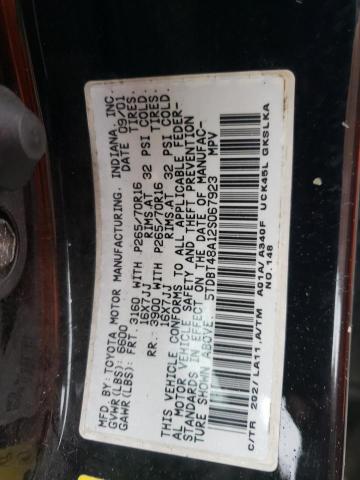 MFD.BY:TOYOTA MOTOR MANUFACTURING, INDIANA, INC.
GVWR(LBS):6600 DATE 09/01
GAWR(LBS):FRT. 3160 WITH P265/70R16 TIRES,
16X7JJ RIMS AT 32 PSI COLD.
RR. 3900 WITH P265/70R16 TIRES,
16X7JJ RIMS AT 32 PSI COLD.
THIS VEHICLE CONFORMS TO ALL APPLICABLE FEDER-
AL MOTOR VEHICLE SAFETY AND THEFT PREVENTION
STANDARDS IN EFFECT ON THE DATE OF MANUFAC-
TURE SHOWN ABOVE. 5TDBT48A12S067923 MPV
C/TR 202/ LA11,A/TM A01A/ A340F UCK45L GKSLKA
NO.148